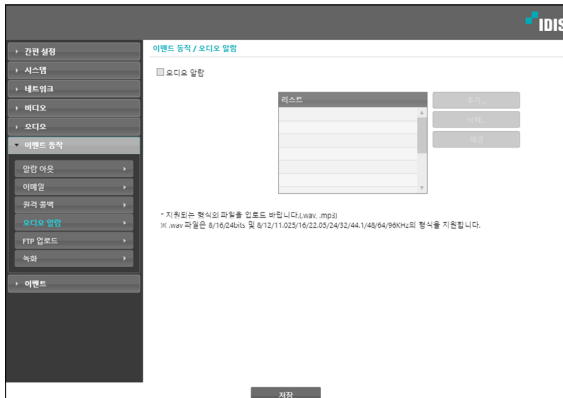 IDIS
간편 설정
시스템
네트워크
비디오
오디오
이벤트 동작
알람 아웃
이메일
원격 콜백
오디오 알람
FTP 업로드
녹화
이벤트
이벤트 동작 / 오디오 알람
오디오 알람
리스트
추가...
삭제...
* 지원되는 형식의 파일을 업로드 바랍니다.(.wav, .mp3)
※ .wav 파일은 8/16/24bits 및 8/12/11.025/16/22.05/24/32/44.1/48/64/96KHz의 형식을 지원합니다.
저장